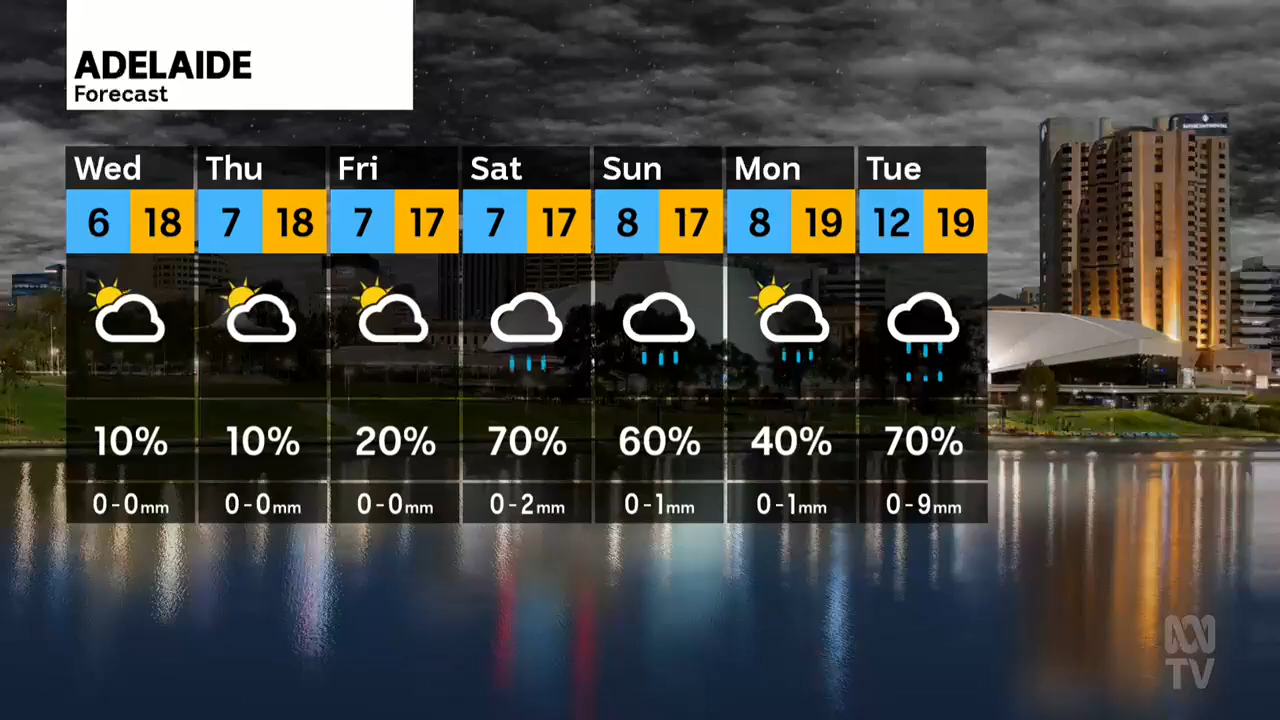 ADELAIDE
Forecast
Wed Thu Fri Sat Sun Mon Tue
6 18 7 18 7 17 7 17 8 17 8 19 12 19
10% 10% 20% 70% 60% 40% 70%
0-0mm 0-0mm 0-0mm 0-2mm 0-1mm 0-1mm 0-9mm
INTERCONTINENTAL
TV